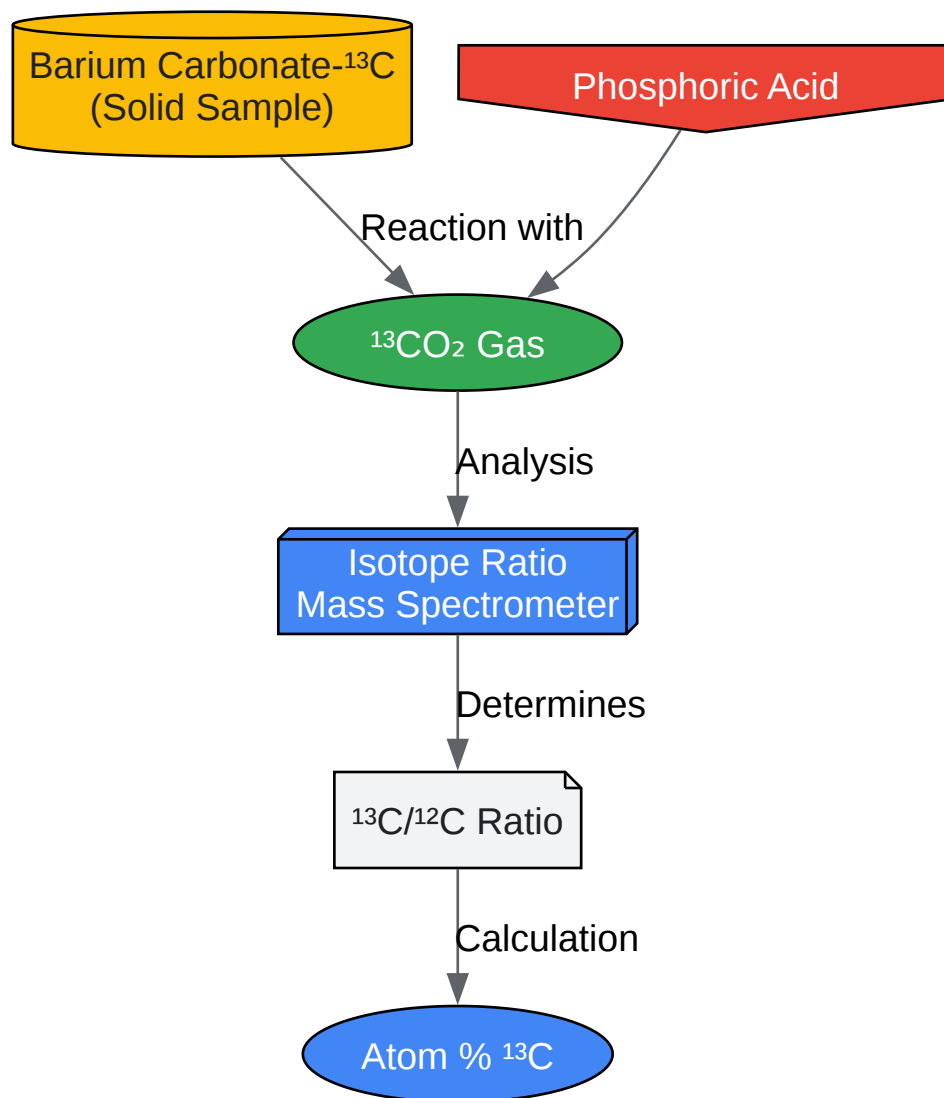 Barium Carbonate-¹³C
(Solid Sample)
Phosphoric Acid
Reaction with
¹³CO₂ Gas
Analysis
Isotope Ratio
Mass Spectrometer
Determines
¹³C/¹²C Ratio
Calculation
Atom % ¹³C